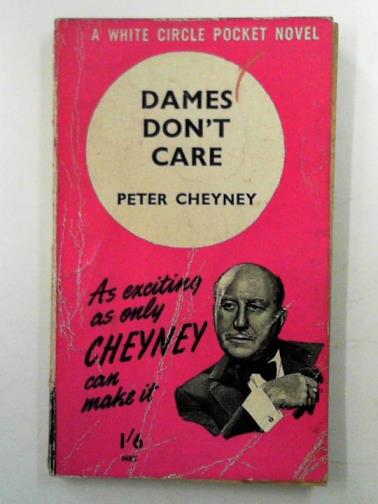 A WHITE CIRCLE POCKET NOVEL
DAMES
DON'T
CARE
PETER CHEYNEY
As exciting
as only
CHEYNEY
can
make it
1/6
NET